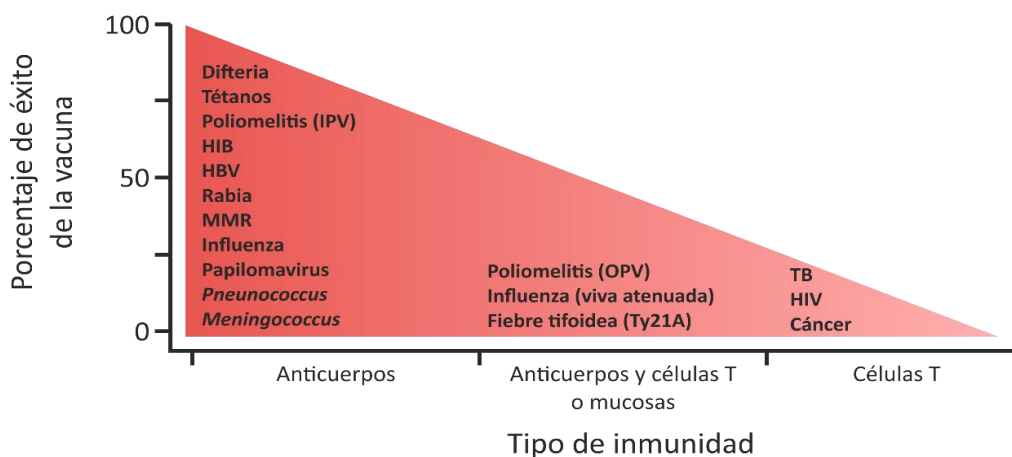 Porcentaje de éxito
de la vacuna
100
50
0
Difteria
Tétanos
Poliomelitis (IPV)
HIB
HBV
Rabia
MMR
Influenza
Papilomavirus
Pneunococcus
Meningococcus
Poliomelitis (OPV)
Influenza (viva atenuada)
Fiebre tifoidea (Ty21A)
TB
HIV
Cáncer
Anticuerpos
Anticuerpos y células T
o mucosas
Células T
Tipo de inmunidad